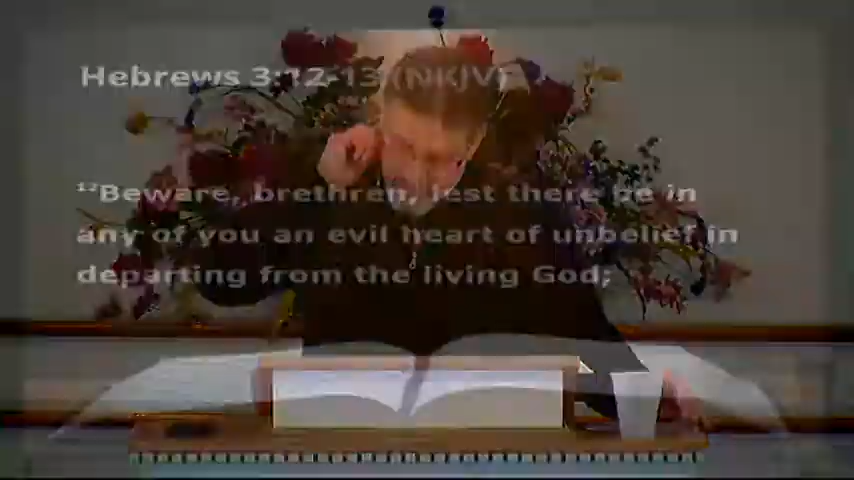 Hebrews 3:12-13 (NKJV)
¹²Beware, brethren, lest there be in
any of you an evil heart of unbelief in
departing from the living God;